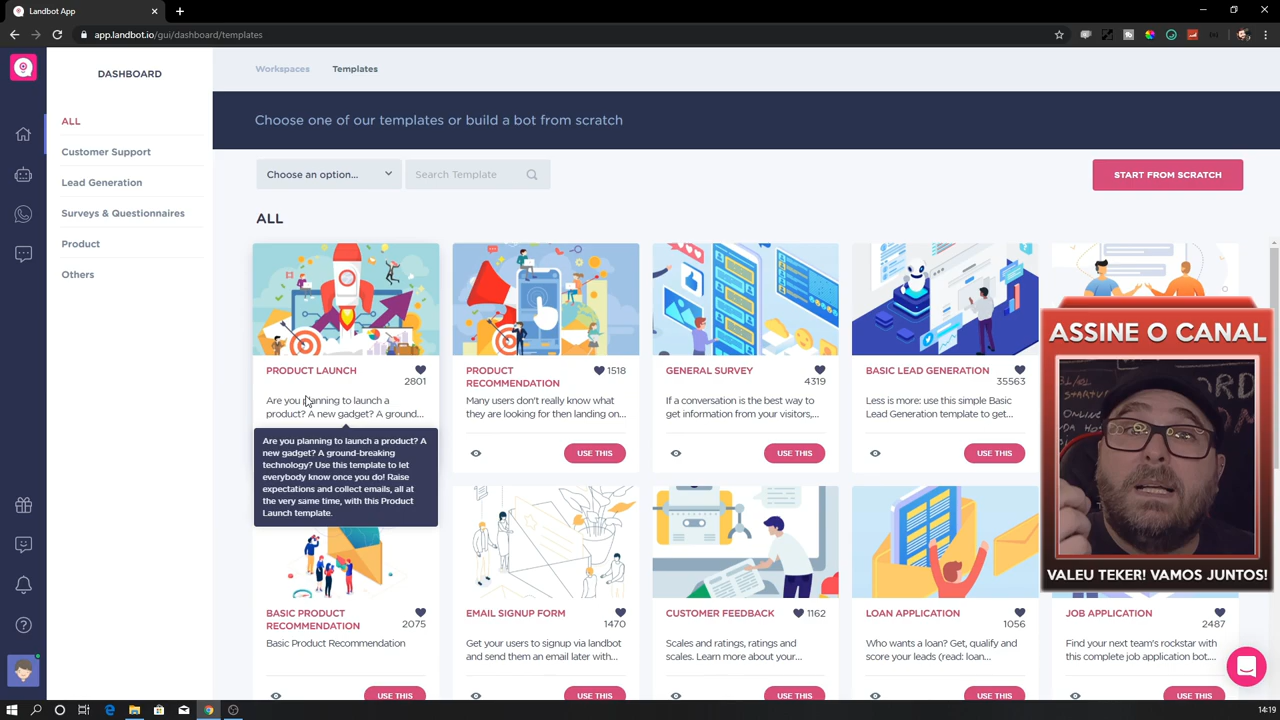 Landbot App
app.landbot.io/gui/dashboard/templates
DASHBOARD
ALL
Customer Support
Lead Generation
Surveys & Questionnaires
Product
Others
Workspaces
Templates
Choose one of our templates or build a bot from scratch
Choose an option...
Search Template
START FROM SCRATCH
ALL
PRODUCT LAUNCH
2801
Are you planning to launch a
product? A new gadget? A ground...
Are you planning to launch a product? A
new gadget? A ground-breaking
technology? Use this template to let
everybody know once you do! Raise
expectations and collect emails, all at
the very same time, with this Product
Launch template.
PRODUCT
RECOMMENDATION
1518
Many users don't really know what
they are looking for then landing on...
USE THIS
GENERAL SURVEY
4319
If a conversation is the best way to
get information from your visitors,...
USE THIS
BASIC LEAD GENERATION
35563
Less is more: use this simple Basic
Lead Generation template to get...
USE THIS
ASSINE O CANAL
VALEU TEKER! VAMOS JUNTOS!
BASIC PRODUCT
RECOMMENDATION
2075
Basic Product Recommendation
USE THIS
EMAIL SIGNUP FORM
1470
Get your users to signup via landbot
and send them an email later with...
USE THIS
CUSTOMER FEEDBACK
1162
Scales and ratings, ratings and
scales. Learn more about your...
USE THIS
LOAN APPLICATION
1056
Who wants a loan? Get, qualify and
score your leads (read: loan...
USE THIS
JOB APPLICATION
2487
Find your next team's rockstar with
this complete job application bot....
USE THIS
14:19